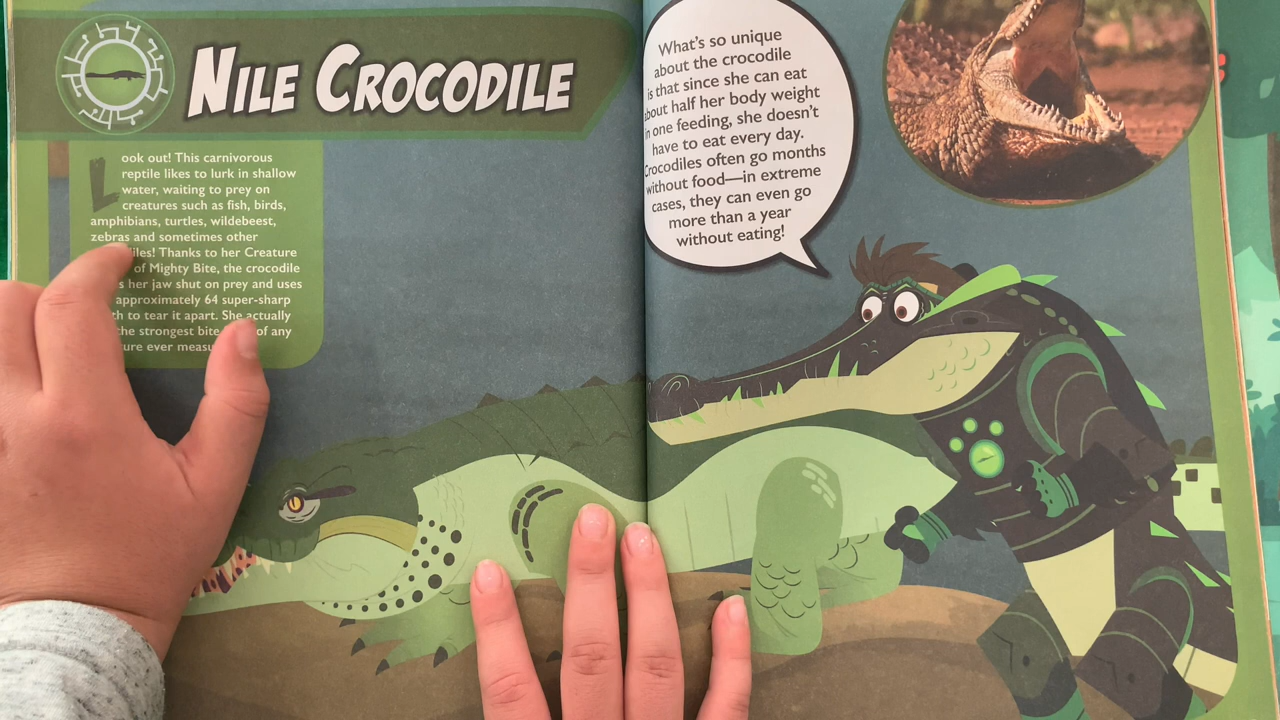 NILE CROCODILE
Look out! This carnivorous
reptile likes to lurk in shallow
water, waiting to prey on
creatures such as fish, birds,
amphibians, turtles, wildebeest,
zebras and sometimes other
iles! Thanks to her Creature
of Mighty Bite, the crocodile
s her jaw shut on prey and uses
approximately 64 super-sharp
th to tear it apart. She actually
the strongest bite of any
ure ever measu
What's so unique
about the crocodile
is that since she can eat
about half her body weight
in one feeding, she doesn't
have to eat every day.
Crocodiles often go months
without food—in extreme
cases, they can even go
more than a year
without eating!